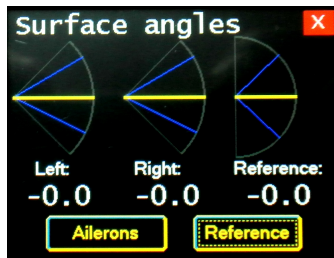 Surface angles X
Left: Right: Reference:
-0.0 -0.0 -0.0
Ailerons Reference